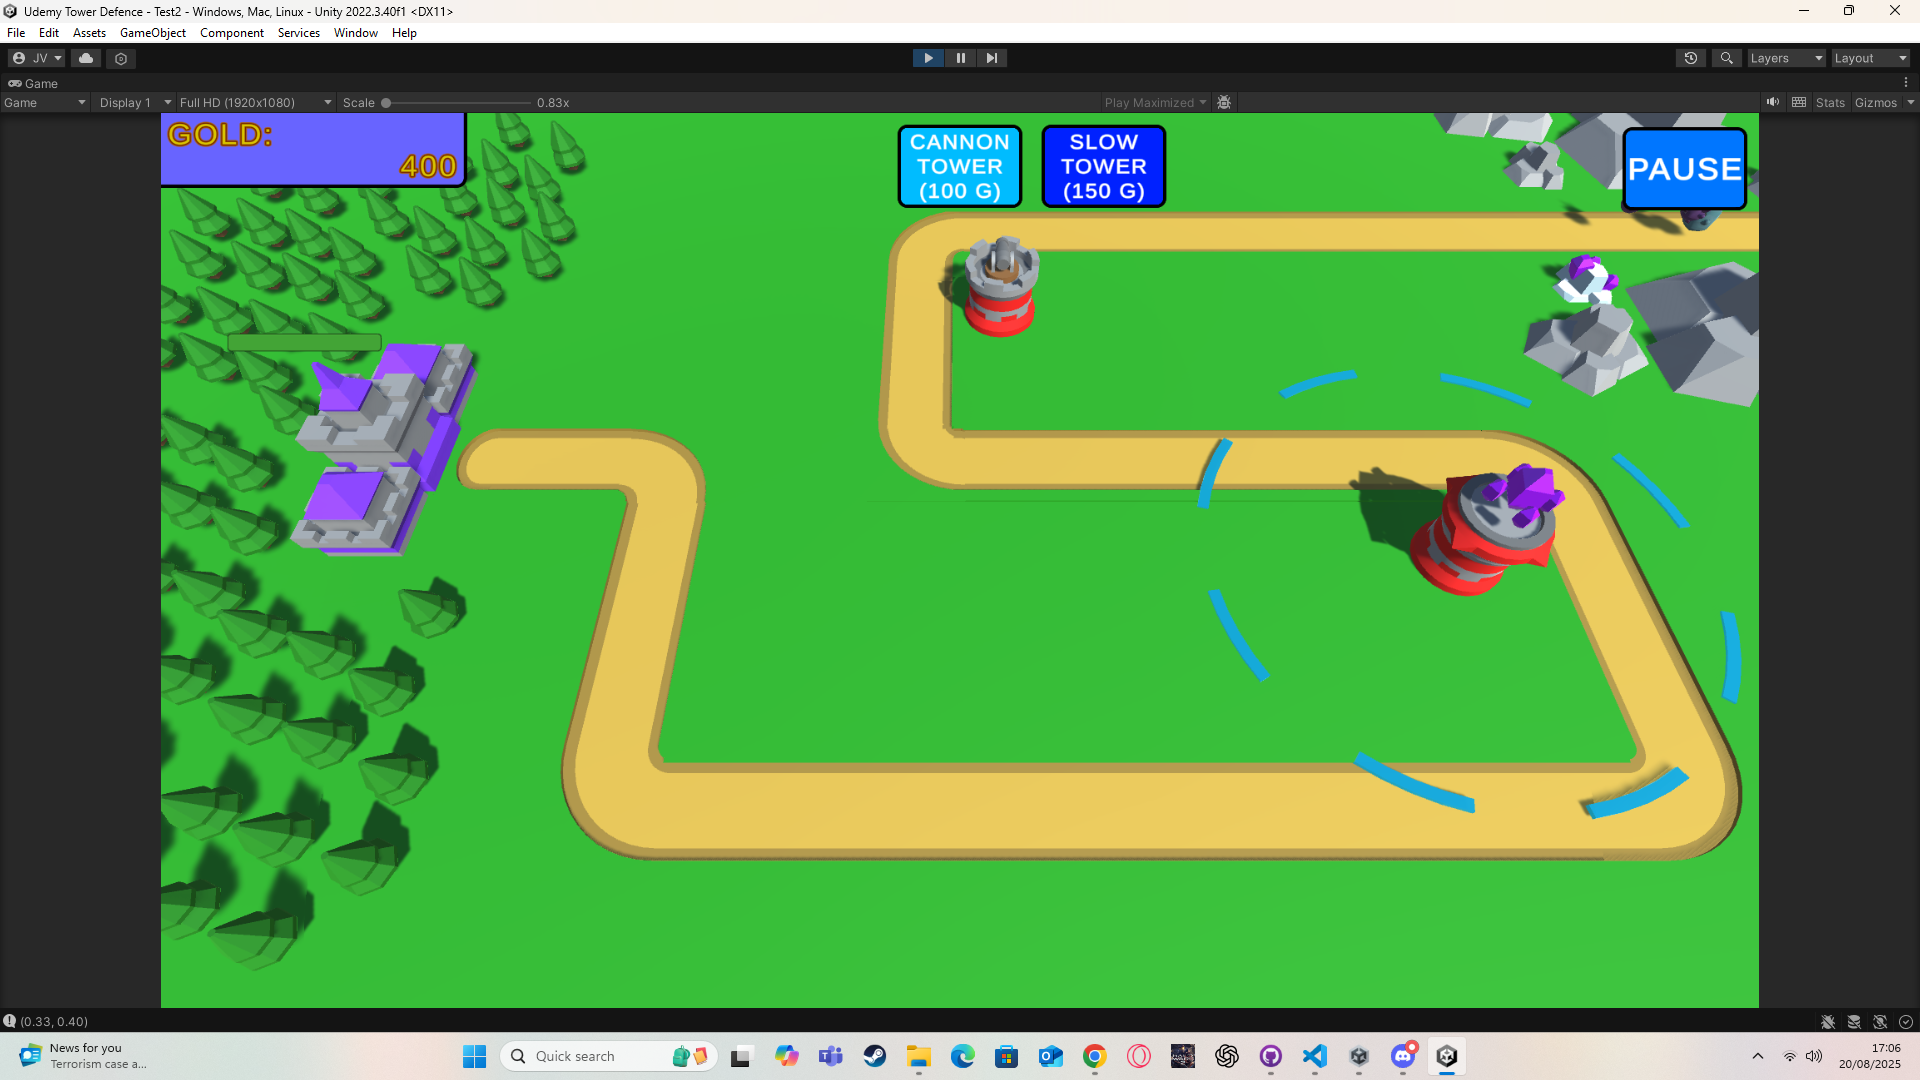 Udemy Tower Defence - Test2 - Windows, Mac, Linux - Unity 2022.3.40f1 <DX11>
File Edit Assets GameObject Component Services Window Help
JV Layers Layout
Game
Game Display 1 Full HD (1920x1080) Scale 0.83x Play Maximized Stats Gizmos
GOLD:
400
CANNON
TOWER
(100 G)
SLOW
TOWER
(150 G)
PAUSE
(0.33, 0.40)
News for you
Terrorism case a...
Quick search
17:06
20/08/2025